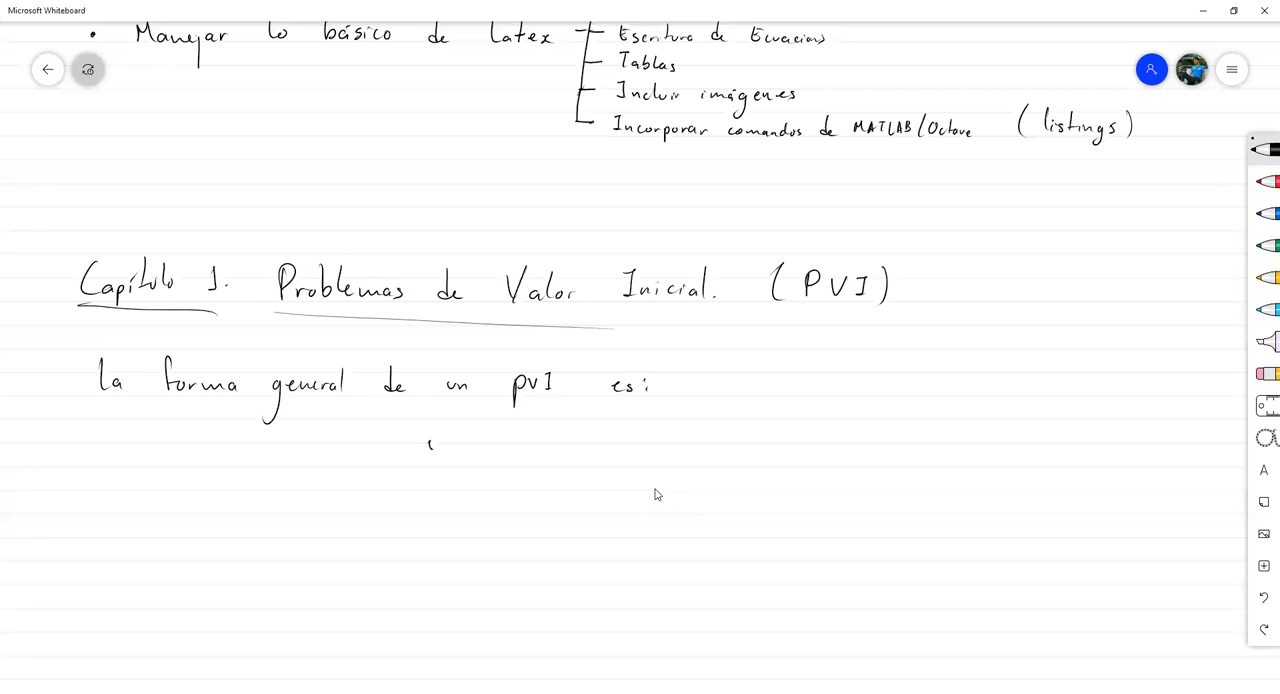 Microsoft Whiteboard
• Manejar lo básico de Latex
Escritura de Ecuacions
Tablas
Incluir imágenes
Incorporar comandos de MATLAB/Octave (listings)
Capítulo 1. Problemas de Valor Inicial. (PVI)
la forma general de un pvI es:
(
A